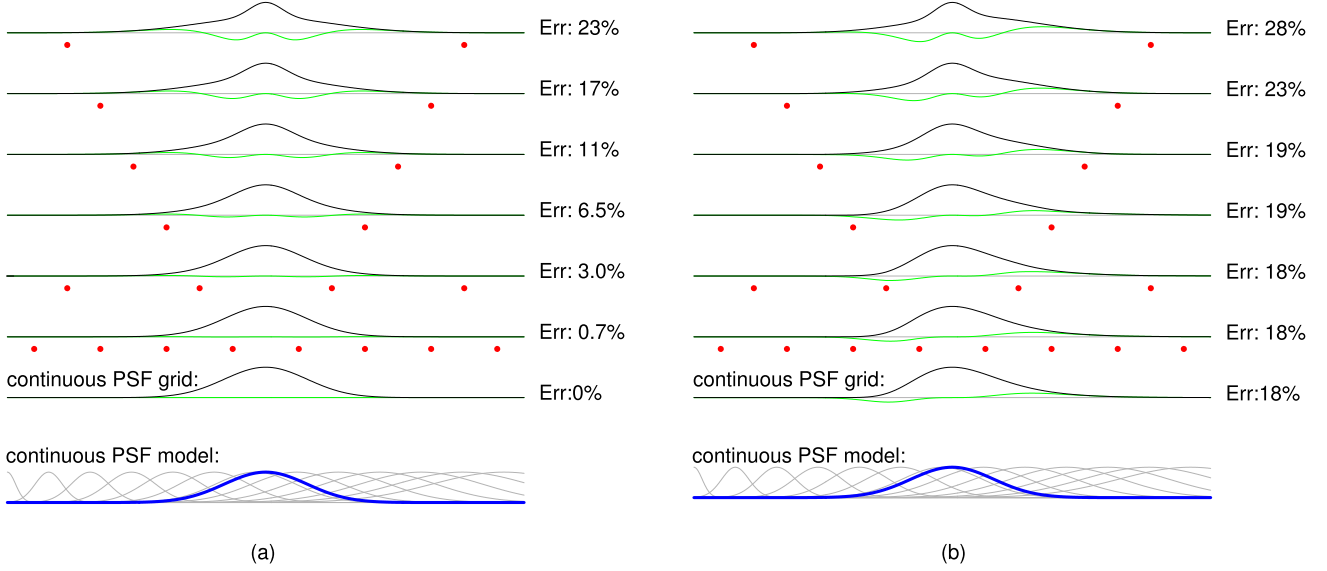 Err: 23%
Err: 17%
Err: 11%
Err: 6.5%
Err: 3.0%
Err: 0.7%
continuous PSF grid:
Err:0%
continuous PSF model:
(a)
Err: 28%
Err: 23%
Err: 19%
Err: 19%
Err: 18%
Err: 18%
continuous PSF grid:
Err:18%
continuous PSF model:
(b)